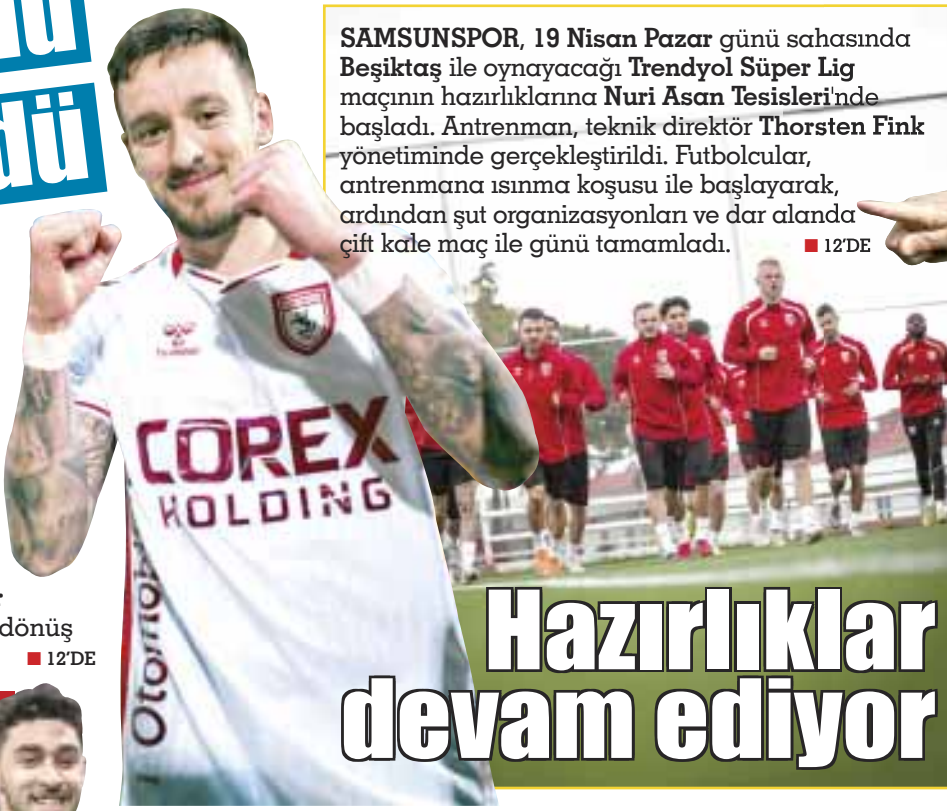 dü
SAMSUNSPOR, 19 Nisan Pazar günü sahasında
Beşiktaş ile oynayacağı Trendyol Süper Lig
maçının hazırlıklarına Nuri Asan Tesisleri'nde
başladı. Antrenman, teknik direktör Thorsten Fink
yönetiminde gerçekleştirildi. Futbolcular,
antrenmana ısınma koşusu ile başlayarak,
ardından şut organizasyonları ve dar alanda
çift kale maç ile günü tamamladı.
12'DE
COREX
HOLDING
dönüş
12'DE
Hazırlıklar
devam ediyor